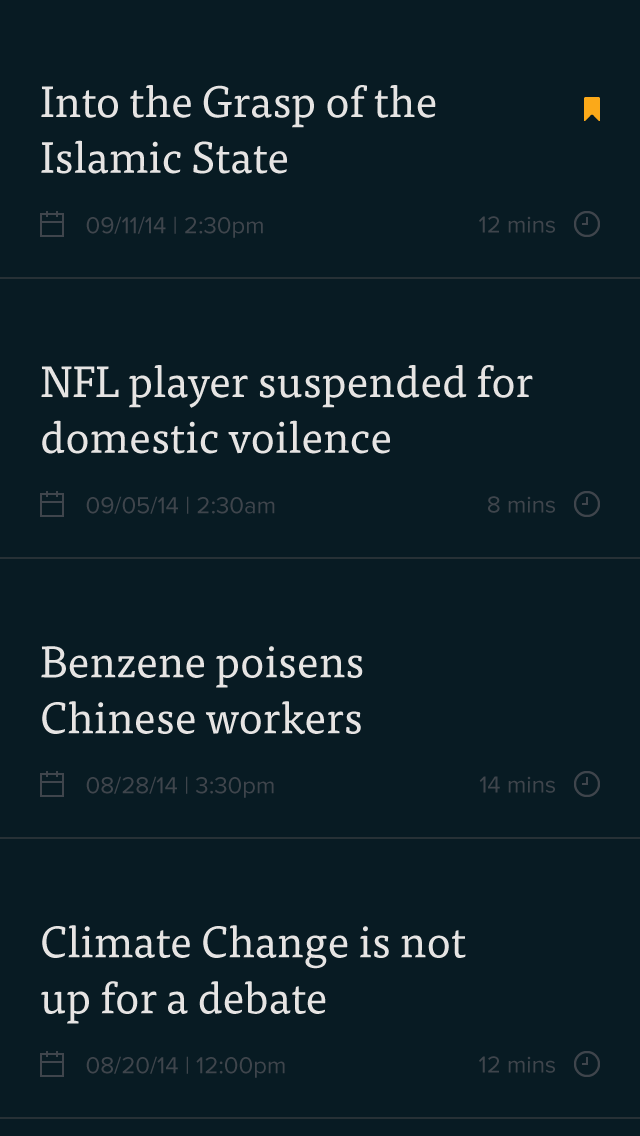 Into the Grasp of the
Islamic State
09/11/14 | 2:30pm 12 mins
NFL player suspended for
domestic voilence
09/05/14 | 2:30am 8 mins
Benzene poisens
Chinese workers
08/28/14 | 3:30pm 14 mins
Climate Change is not
up for a debate
08/20/14 | 12:00pm 12 mins